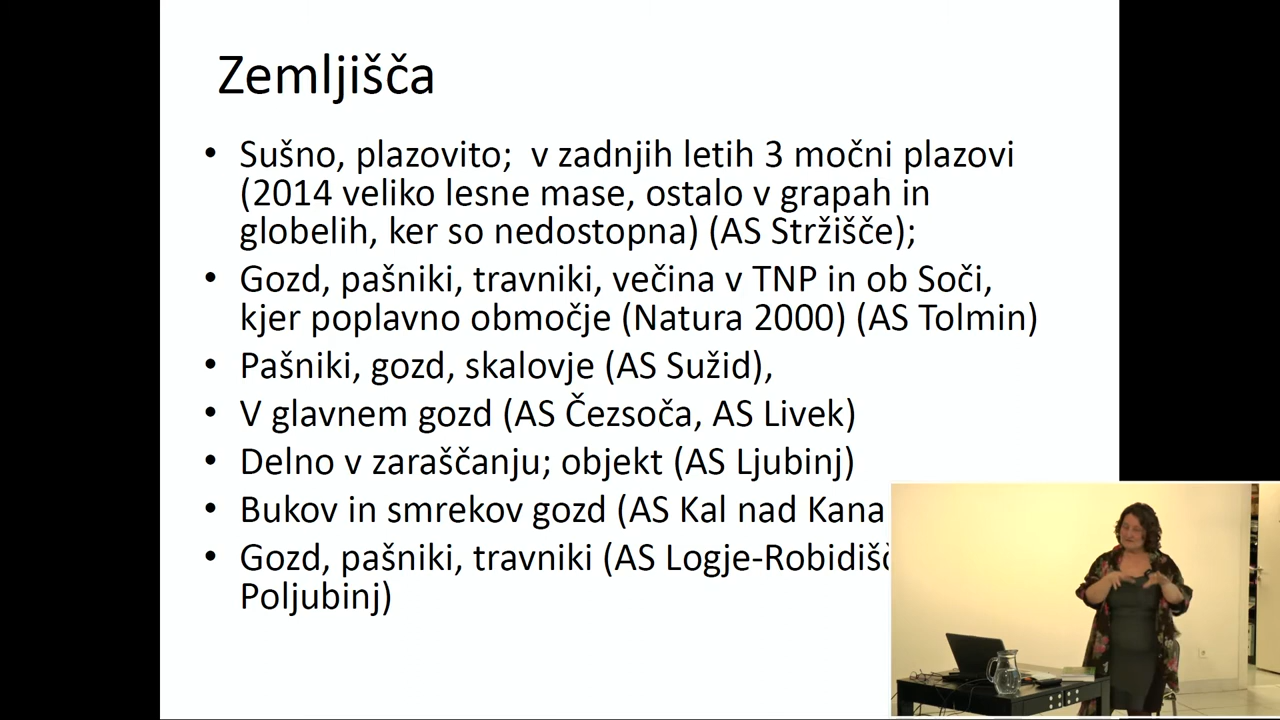 Zemljišča
• Sušno, plazovito;  v zadnjih letih 3 močni plazovi
(2014 veliko lesne mase, ostalo v grapah in
globelih, ker so nedostopna) (AS Stržišče);
• Gozd, pašniki, travniki, večina v TNP in ob Soči,
kjer poplavno območje (Natura 2000) (AS Tolmin)
• Pašniki, gozd, skalovje (AS Sužid),
• V glavnem gozd (AS Čezsoča, AS Livek)
• Delno v zaraščanju; objekt (AS Ljubinj)
• Bukov in smrekov gozd (AS Kal nad
• Gozd, pašniki, travniki (AS
Poljubinj)